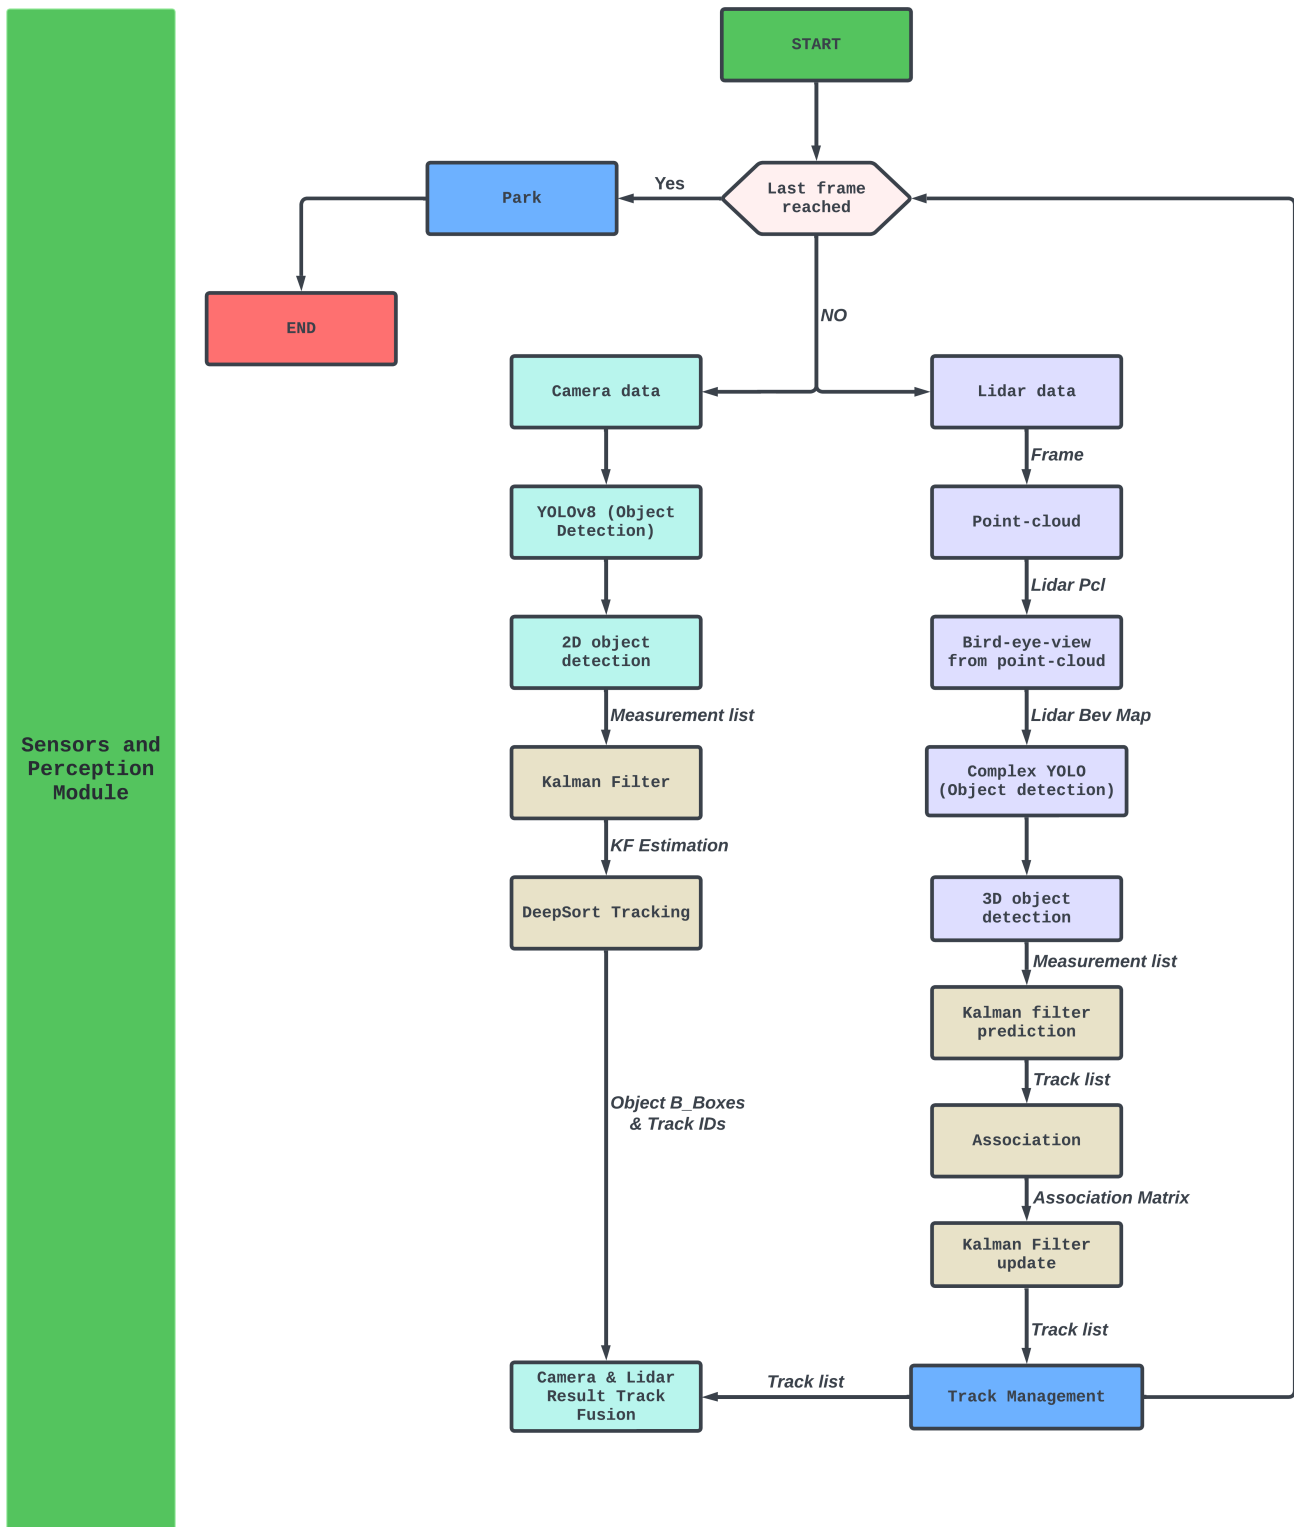 START
Last frame
reached
Yes
Park
END
NO
Camera data
Lidar data
Frame
YOLOv8 (Object
Detection)
Point-cloud
Lidar Pcl
2D object
detection
Bird-eye-view
from point-cloud
Measurement list
Lidar Bev Map
Sensors and
Perception
Module
Kalman Filter
Complex YOLO
(Object detection)
KF Estimation
DeepSort Tracking
3D object
detection
Measurement list
Kalman filter
prediction
Track list
Object B_Boxes
& Track IDs
Association
Association Matrix
Kalman Filter
update
Track list
Camera & Lidar
Result Track
Fusion
Track list
Track Management